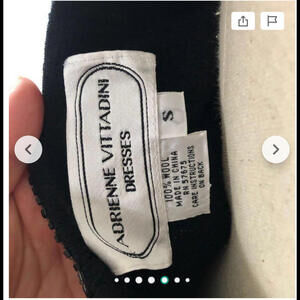 ADRIENNE VITTADINI
DRESSES
S
100% WOOL
MADE IN CHINA
RN 57675
CARE INSTRUCTIONS
ON BACK